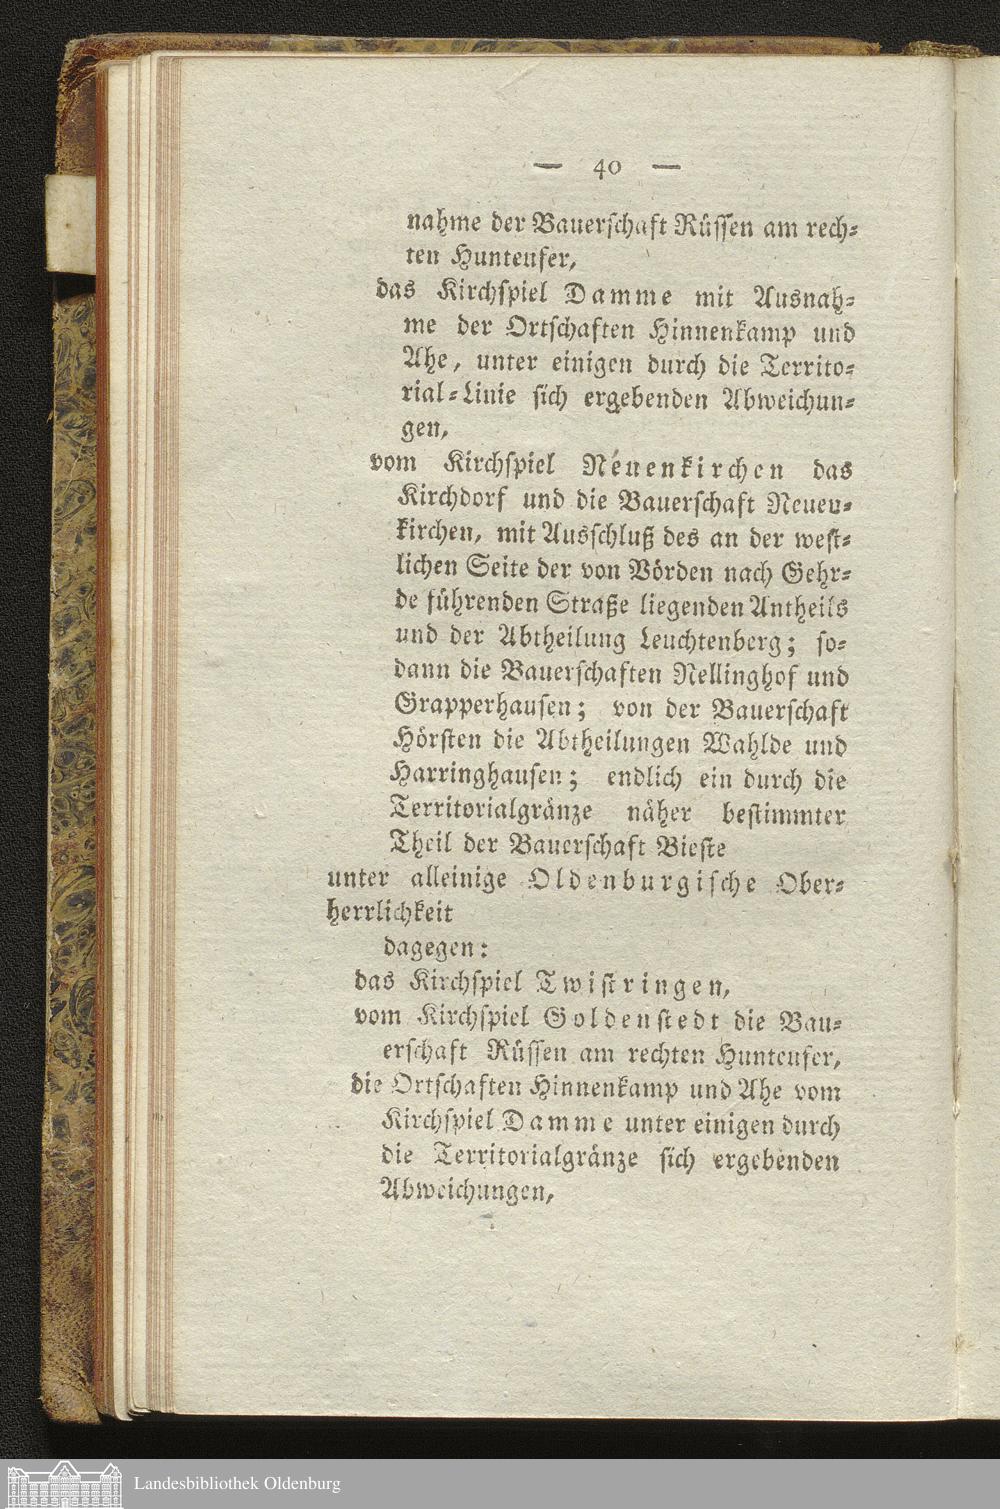 — 40 —
nahme der Bauerschaft Rüssen am rech-
ten Hunteufer,
das Kirchspiel Damme mit Ausnah-
me der Ortschaften Hinnenkamp und
Ahe, unter einigen durch die Territo-
rial-Linie sich ergebenden Abweichun-
gen,
vom Kirchspiel Neuenkirchen das
Kirchdorf und die Bauerschaft Neuen-
kirchen, mit Ausschluß des an der west-
lichen Seite der von Vörden nach Gehr-
de führenden Straße liegenden Antheils
und der Abtheilung Leuchtenberg; so-
dann die Bauerschaften Nellinghof und
Grapperhausen; von der Bauerschaft
Hörsten die Abtheilungen Wahlde und
Harringhausen; endlich ein durch die
Territorialgränze näher bestimmter
Theil der Bauerschaft Bieste
unter alleinige Oldenburgische Ober-
herrlichkeit
dagegen:
das Kirchspiel Twistringen,
vom Kirchspiel Goldenstedt die Bau-
erschaft Rüssen am rechten Hunteufer,
die Ortschaften Hinnenkamp und Ahe vom
Kirchspiel Damme unter einigen durch
die Territorialgränze sich ergebenden
Abweichungen,
Landesbibliothek Oldenburg